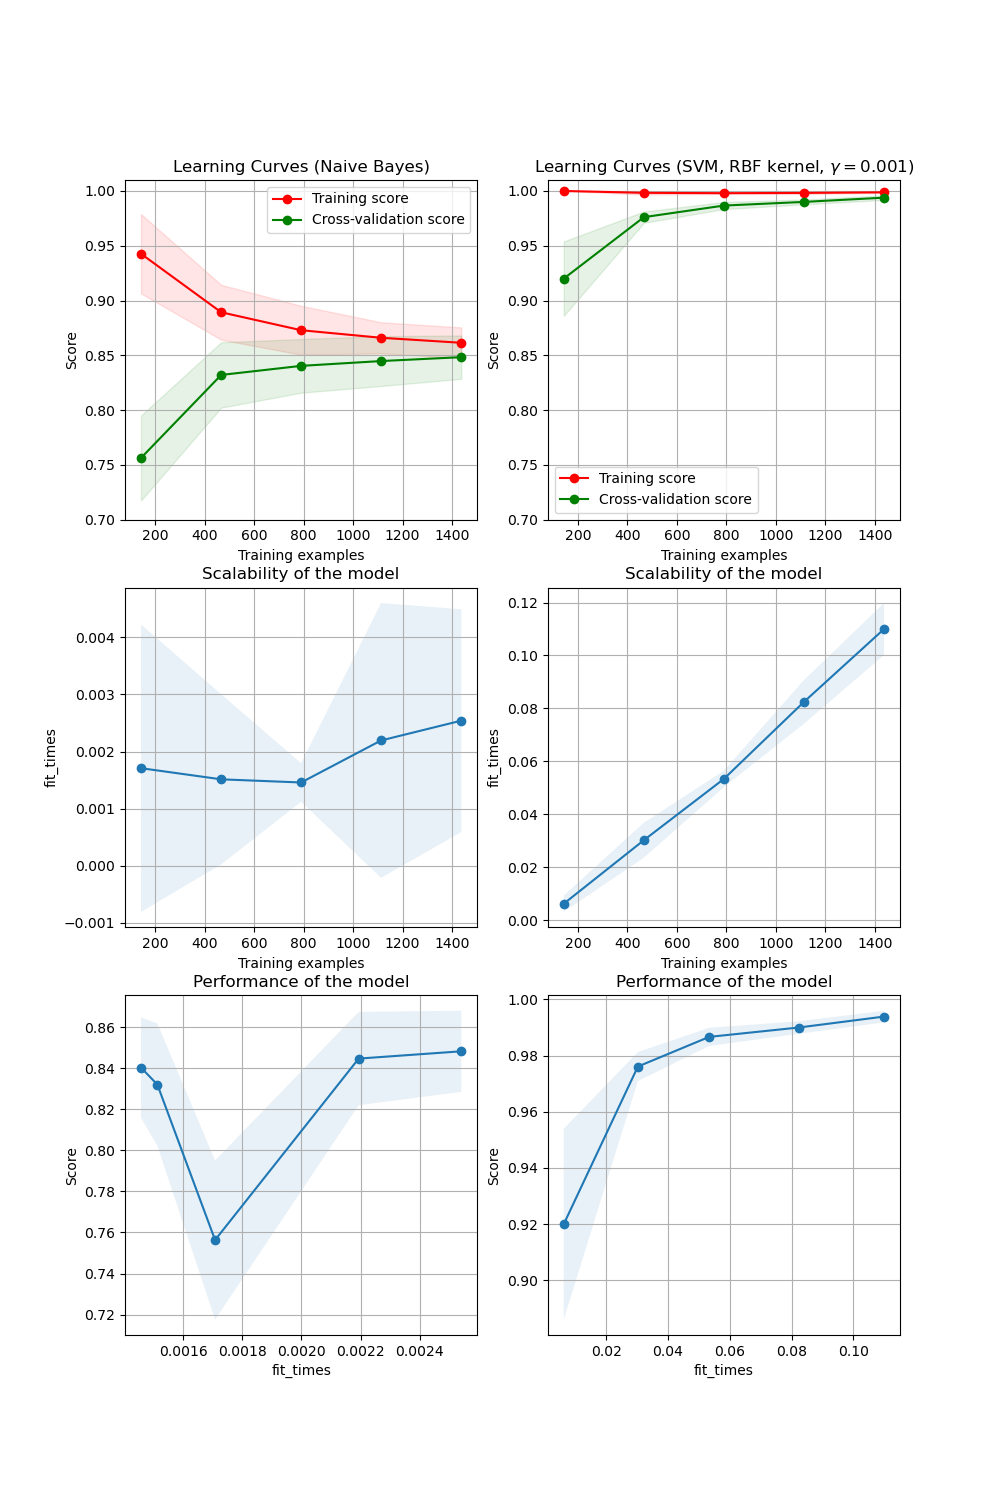 Learning Curves (Naive Bayes)
1.00
0.95
0.90
0.85
0.80
0.75
0.70
Score
Training score
Cross-validation score
200 400 600 800 1000 1200 1400
Training examples
Learning Curves (SVM, RBF kernel, γ = 0.001)
1.00
0.95
0.90
0.85
0.80
0.75
0.70
Score
Training score
Cross-validation score
200 400 600 800 1000 1200 1400
Training examples
Scalability of the model
0.004
0.003
0.002
0.001
0.000
−0.001
fit_times
200 400 600 800 1000 1200 1400
Training examples
Scalability of the model
0.12
0.10
0.08
0.06
0.04
0.02
0.00
fit_times
200 400 600 800 1000 1200 1400
Training examples
Performance of the model
0.86
0.84
0.82
0.80
0.78
0.76
0.74
0.72
Score
0.0016 0.0018 0.0020 0.0022 0.0024
fit_times
Performance of the model
1.00
0.98
0.96
0.94
0.92
0.90
Score
0.02 0.04 0.06 0.08 0.10
fit_times